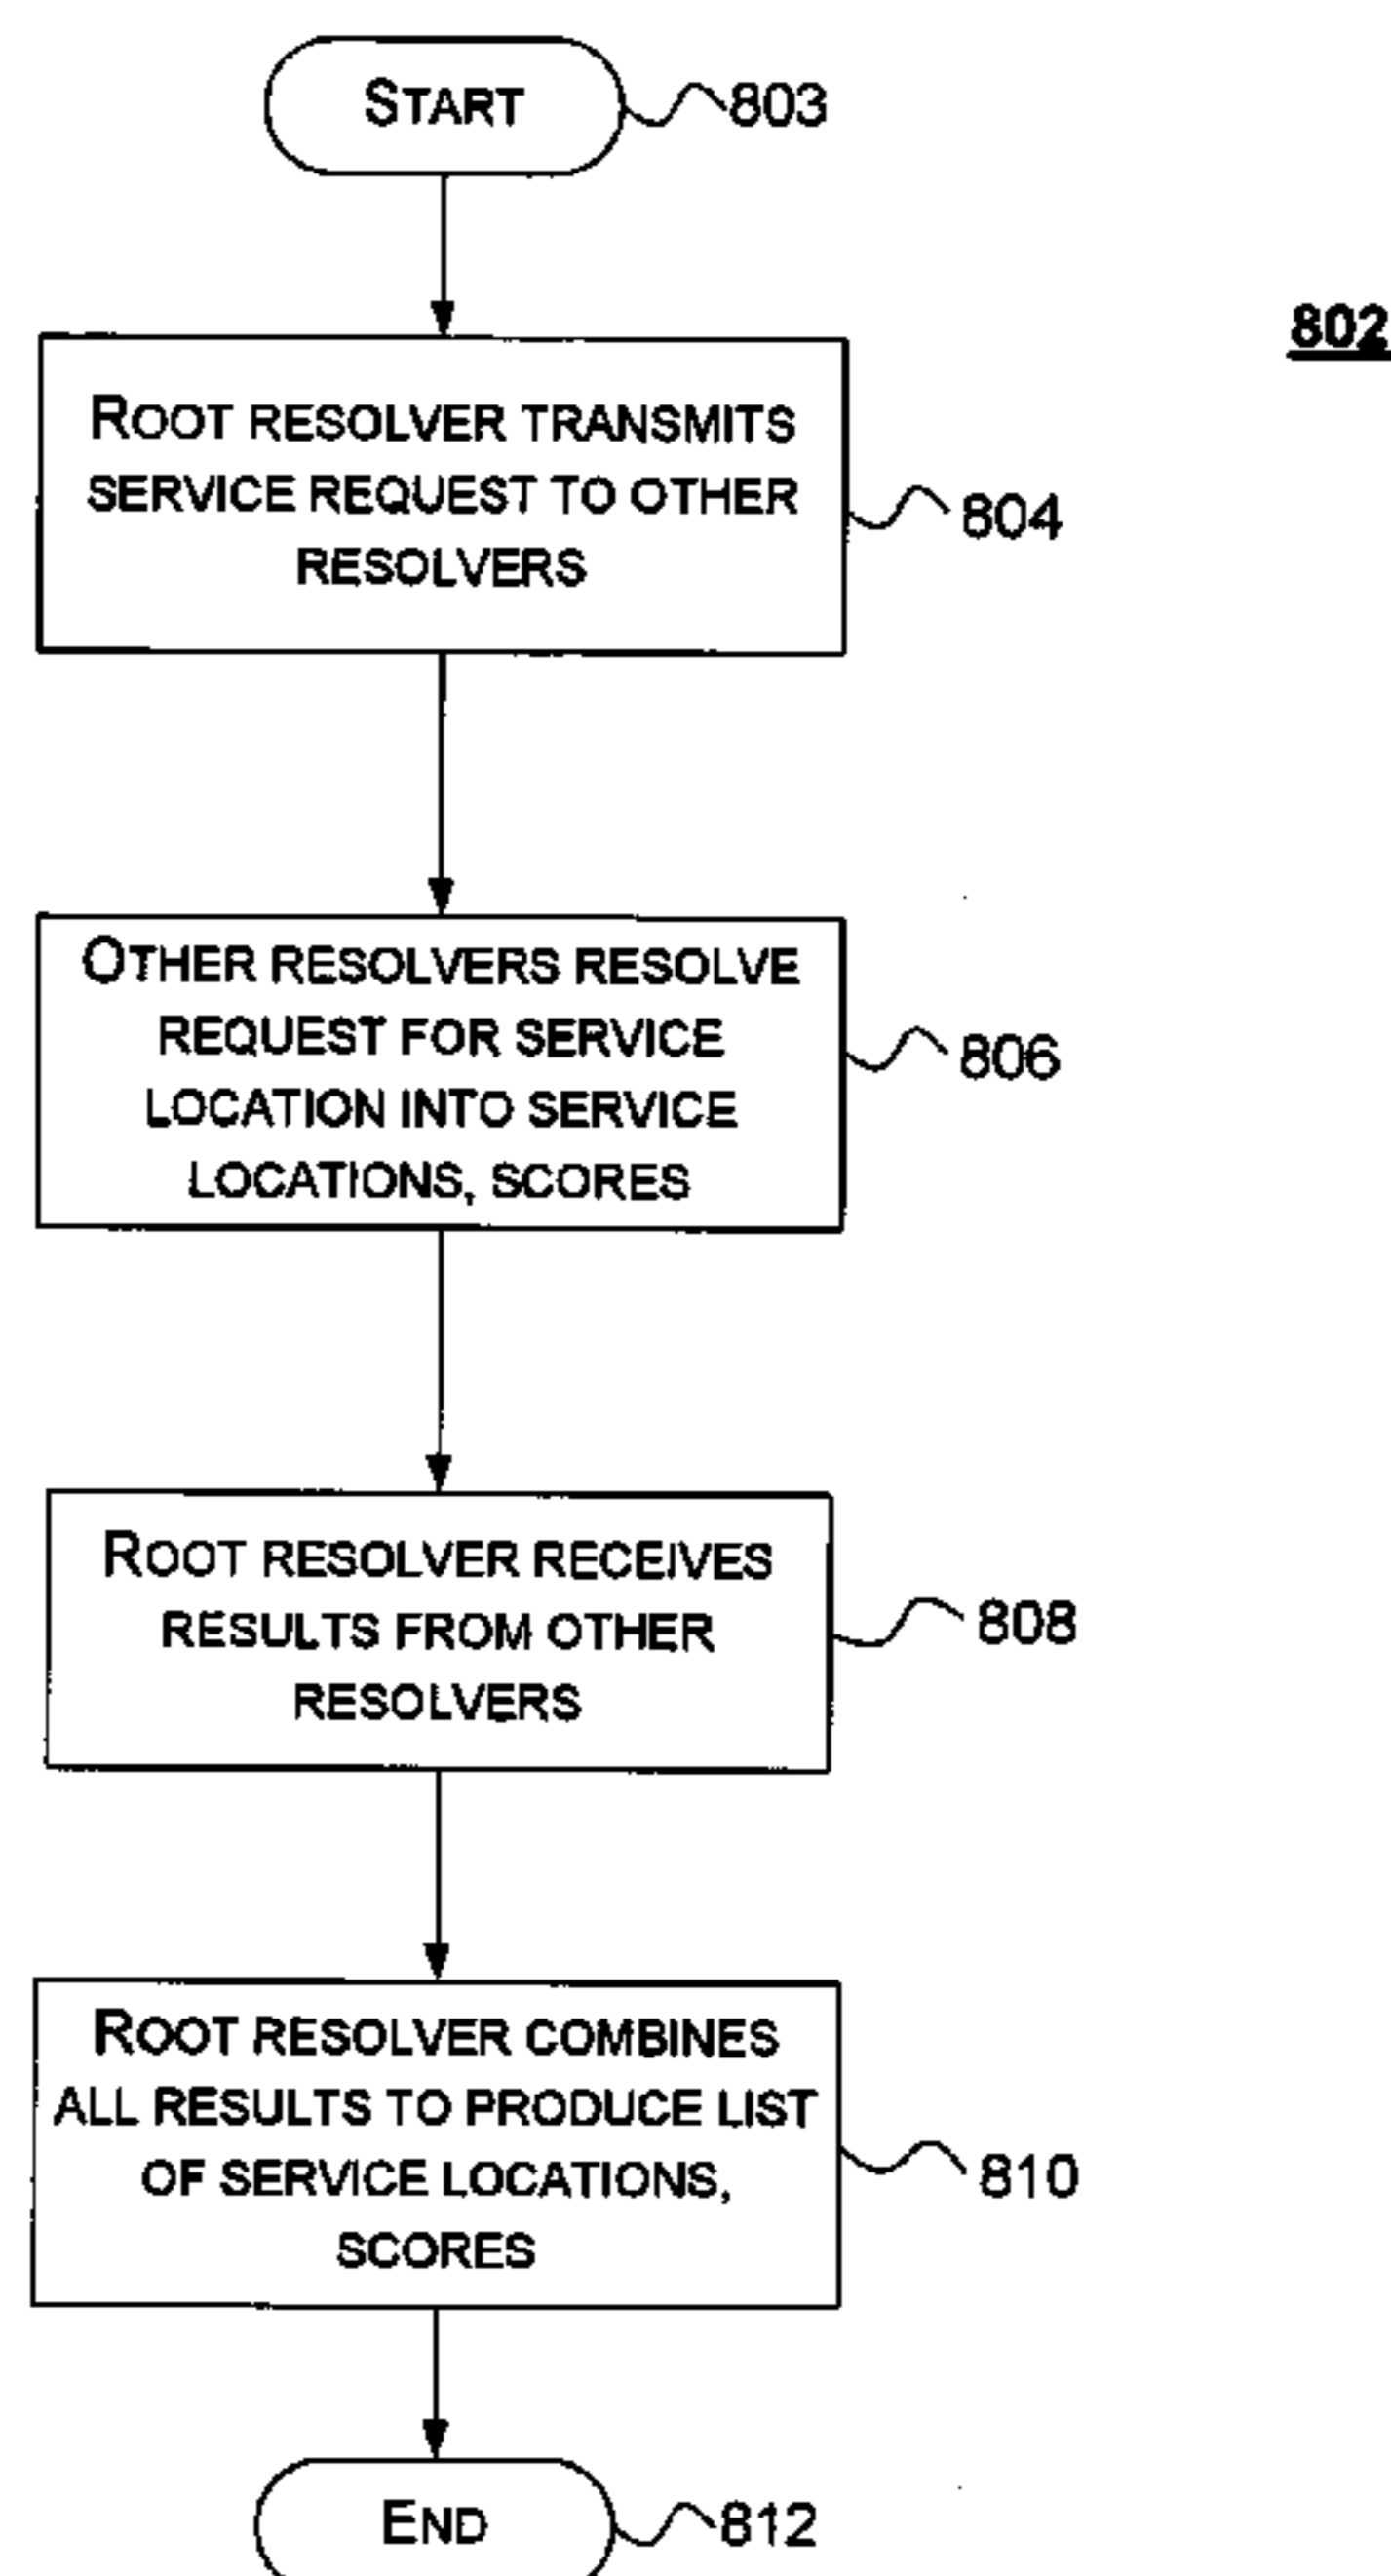 START
803
802
ROOT RESOLVER TRANSMITS
SERVICE REQUEST TO OTHER
RESOLVERS
804
OTHER RESOLVERS RESOLVE
REQUEST FOR SERVICE
LOCATION INTO SERVICE
LOCATIONS, SCORES
806
ROOT RESOLVER RECEIVES
RESULTS FROM OTHER
RESOLVERS
808
ROOT RESOLVER COMBINES
ALL RESULTS TO PRODUCE LIST
OF SERVICE LOCATIONS,
SCORES
810
END
812